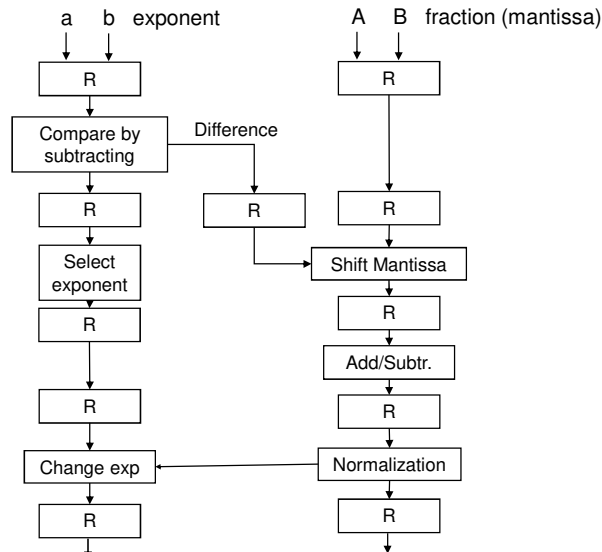 a b exponent
A B fraction (mantissa)
R
R
Compare by
subtracting
Difference
R
R
R
Select
exponent
Shift Mantissa
R
R
Add/Subtr.
R
R
Change exp
Normalization
R
R